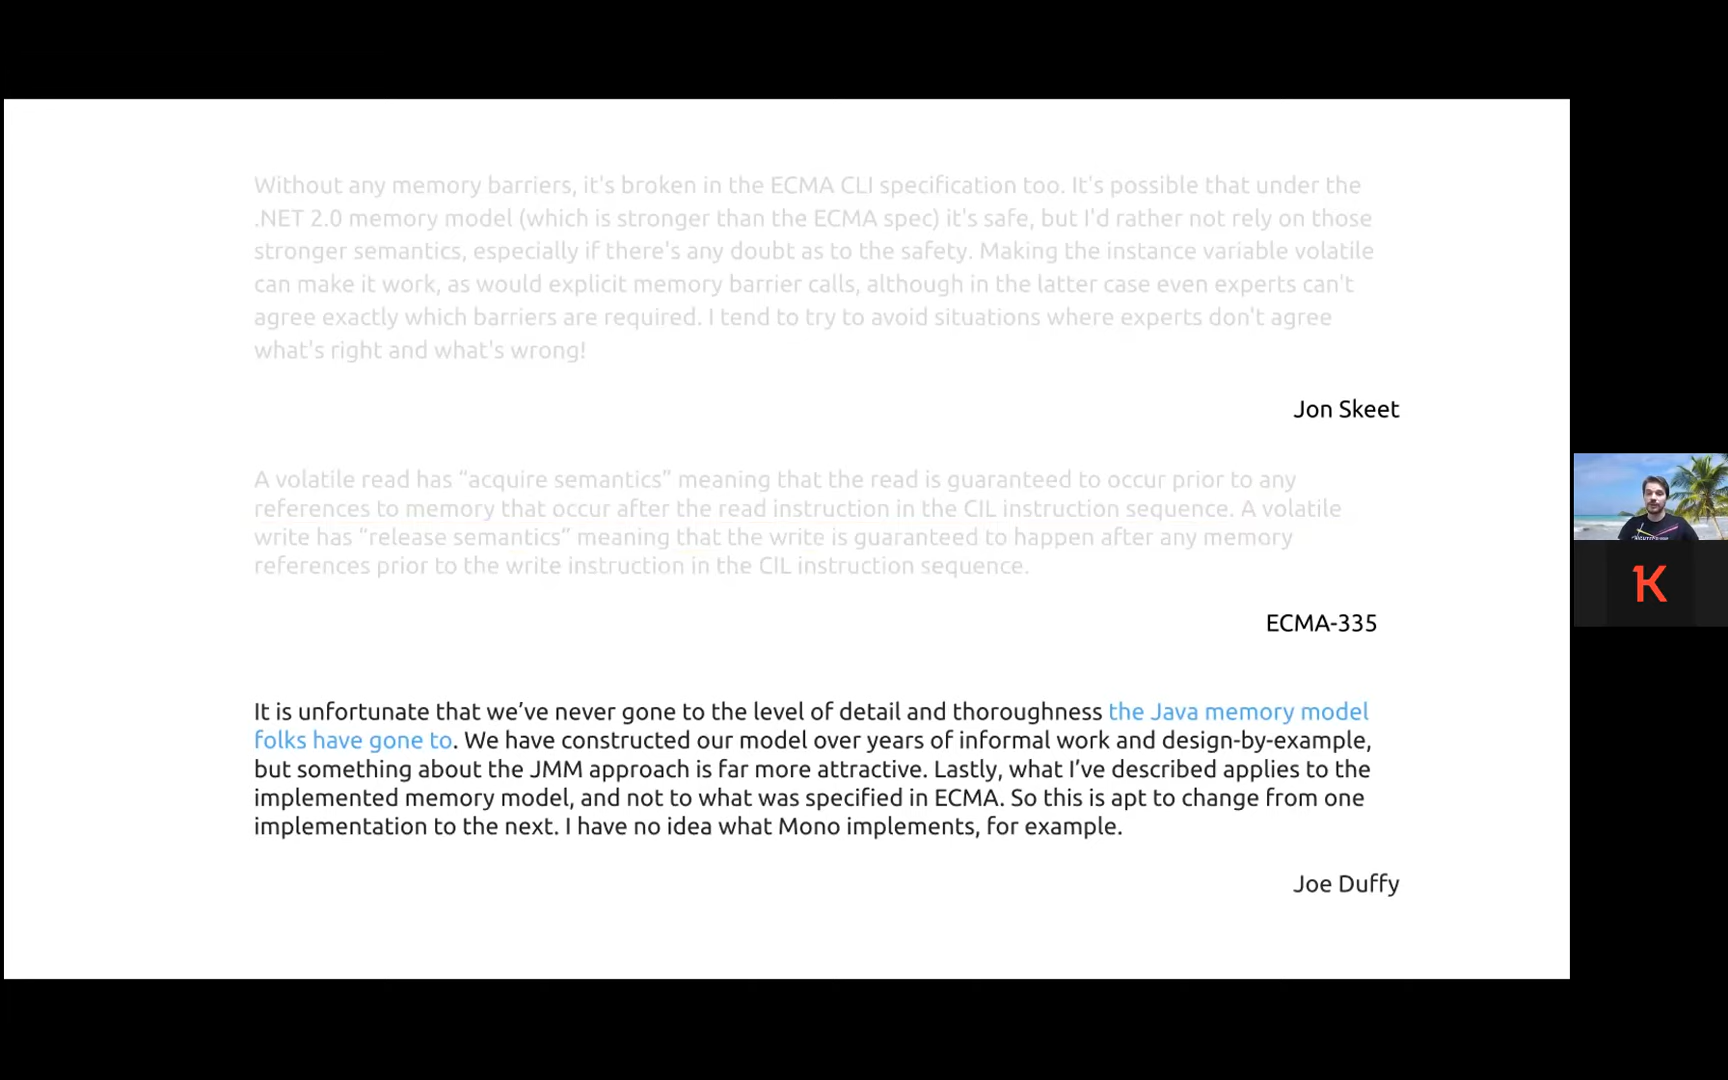 Without any memory barriers, it's broken in the ECMA CLI specification too. It's possible that under the
.NET 2.0 memory model (which is stronger than the ECMA spec) it's safe, but I'd rather not rely on those
stronger semantics, especially if there's any doubt as to the safety. Making the instance variable volatile
can make it work, as would explicit memory barrier calls, although in the latter case even experts can't
agree exactly which barriers are required. I tend to try to avoid situations where experts don't agree
what's right and what's wrong!
Jon Skeet
A volatile read has “acquire semantics” meaning that the read is guaranteed to occur prior to any
references to memory that occur after the read instruction in the CIL instruction sequence. A volatile
write has “release semantics“ meaning that the write is guaranteed to happen after any memory
references prior to the write instruction in the CIL instruction sequence.
ECMA-335
It is unfortunate that we’ve never gone to the level of detail and thoroughness the Java memory model
folks have gone to. We have constructed our model over years of informal work and design-by-example,
but something about the JMM approach is far more attractive. Lastly, what I’ve described applies to the
implemented memory model, and not to what was specified in ECMA. So this is apt to change from one
implementation to the next. I have no idea what Mono implements, for example.
Joe Duffy
1K